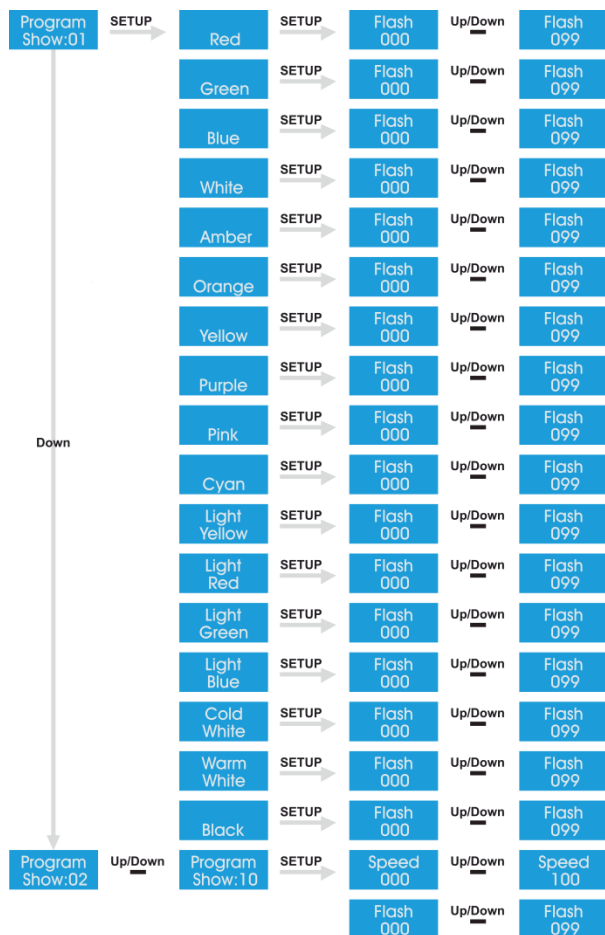 Program SETUP Red SETUP Flash Up/Down Flash
Show:01 000 099
Green SETUP Flash Up/Down Flash
000 099
Blue SETUP Flash Up/Down Flash
000 099
White SETUP Flash Up/Down Flash
000 099
Amber SETUP Flash Up/Down Flash
000 099
Orange SETUP Flash Up/Down Flash
000 099
Yellow SETUP Flash Up/Down Flash
000 099
Purple SETUP Flash Up/Down Flash
000 099
Pink SETUP Flash Up/Down Flash
000 099
Down
Cyan SETUP Flash Up/Down Flash
000 099
Light SETUP Flash Up/Down Flash
Yellow 000 099
Light SETUP Flash Up/Down Flash
Red 000 099
Light SETUP Flash Up/Down Flash
Green 000 099
Light SETUP Flash Up/Down Flash
Blue 000 099
Cold SETUP Flash Up/Down Flash
White 000 099
Warm SETUP Flash Up/Down Flash
White 000 099
Black SETUP Flash Up/Down Flash
000 099
Program Up/Down Program SETUP Speed Up/Down Speed
Show:02 Show:10 000 100
Flash Up/Down Flash
000 099